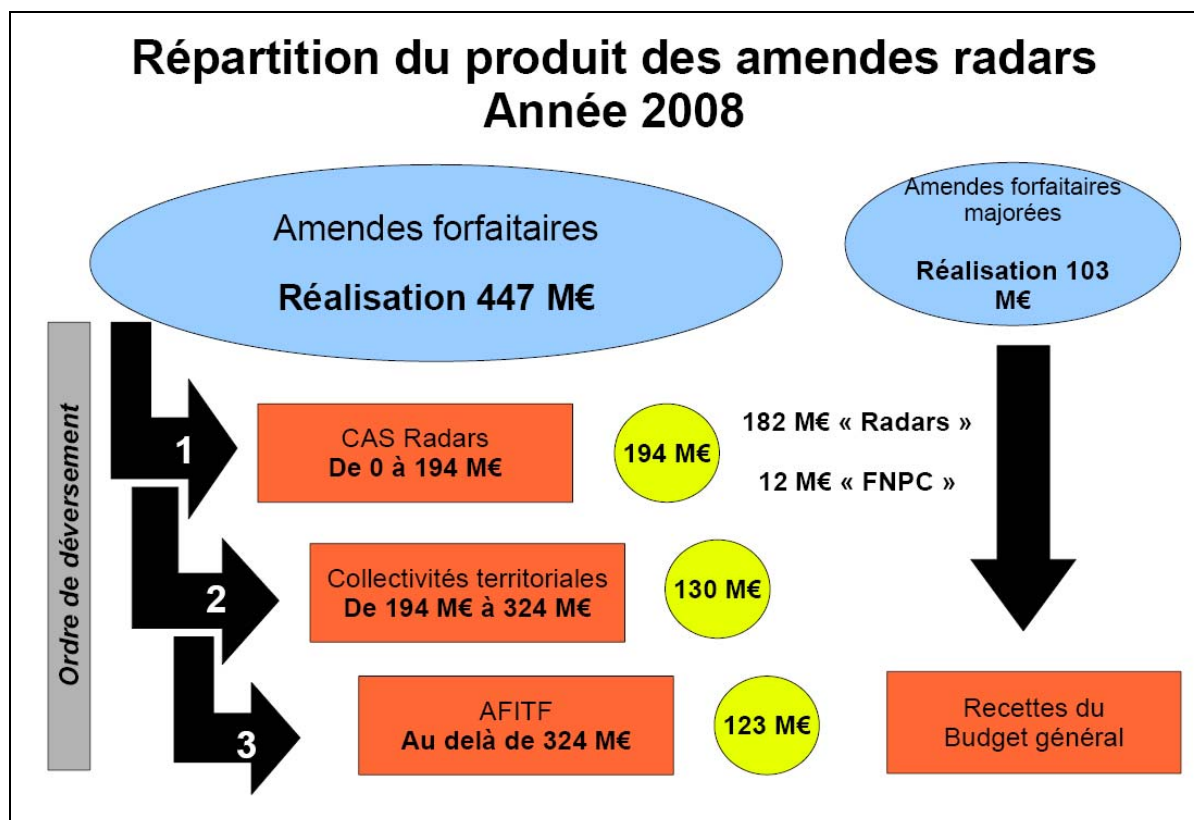 Répartition du produit des amendes radars
Année 2008
Amendes forfaitaires
Réalisation 447 M€
Amendes forfaitaires
majorées
Réalisation 103
M€
Ordre de déversement
1
CAS Radars
De 0 à 194 M€
194 M€
182 M€ « Radars »
12 M€ « FNPC »
2
Collectivités territoriales
De 194 M€ à 324 M€
130 M€
3
AFITF
Au delà de 324 M€
123 M€
Recettes du
Budget général